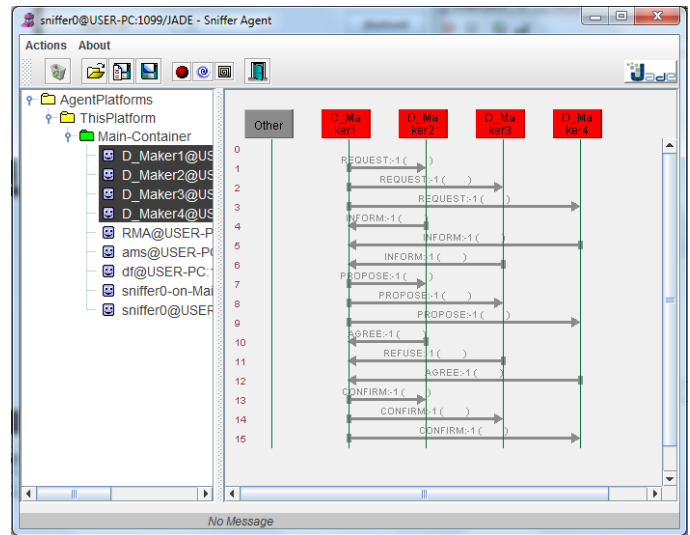 sniffer0@USER-PC:1099/JADE - Sniffer Agent
Actions About
Jade
AgentPlatforms
ThisPlatform
Main-Container
D_Maker1@US
D_Maker2@US
D_Maker3@US
D_Maker4@US
RMA@USER-P
ams@USER-P
df@USER-PC:
sniffer0-on-Mai
sniffer0@USER
Other
D_Ma
ker1
D_Ma
ker2
D_Ma
ker3
D_Ma
ker4
0
REQUEST:-1 ( )
1
REQUEST:-1 ( )
2
REQUEST:-1 ( )
3
INFORM:-1 ( )
4
INFORM:-1 ( )
5
INFORM:-1 ( )
6
PROPOSE:-1 ( )
7
PROPOSE:-1 ( )
8
PROPOSE:-1 ( )
9
AGREE:-1 ( )
10
REFUSE:-1 ( )
11
AGREE:-1 ( )
12
CONFIRM:-1 ( )
13
CONFIRM:-1 ( )
14
CONFIRM:-1 ( )
15
No Message